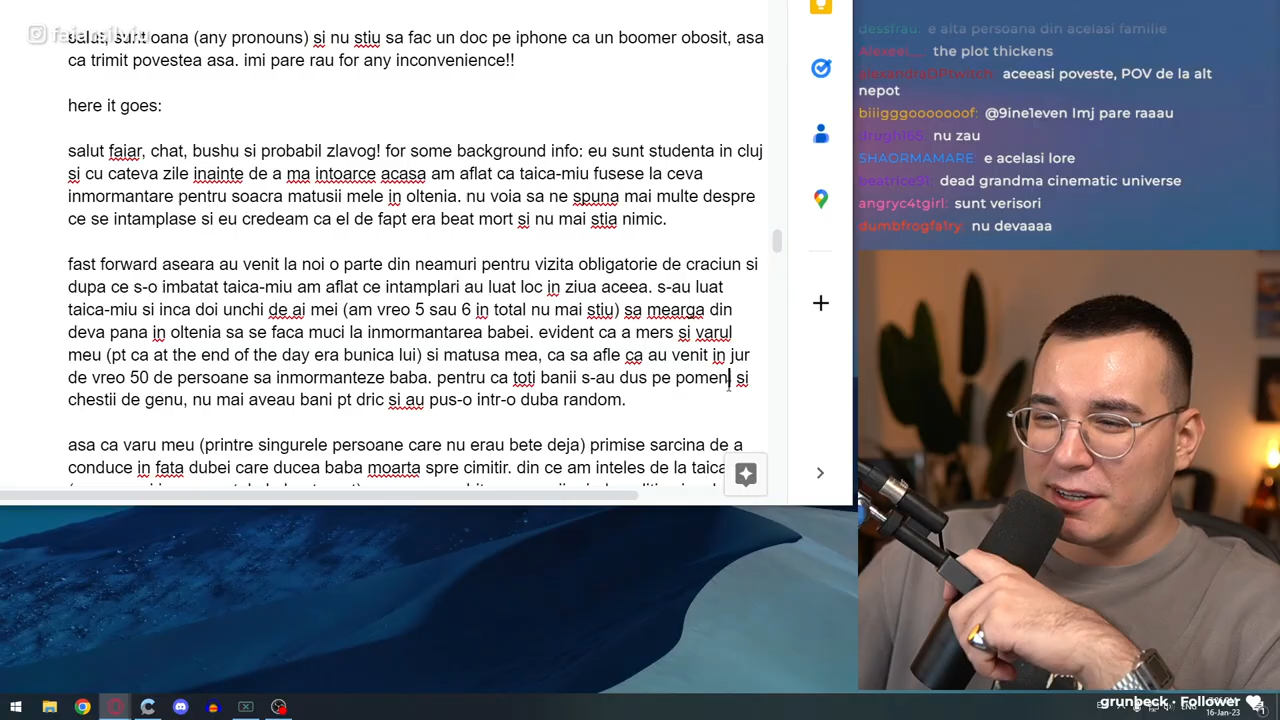 salut, sunt oana (any pronouns) si nu stiu sa fac un doc pe iphone ca un boomer obosit, asa
ca trimit povestea asa. imi pare rau for any inconvenience!!
here it goes:
salut falar, chat, busnu si probabil zlavog! for some background info: eu sunt studenta in cluj
si cu cateva zile inainte de a ma intoarce acasa am aflat ca taica-miu fusese la ceva
inmormantare pentru soacra matusii mele in oltenia. nu voia sa ne spuna mai multe despre
ce se intamplase si eu credeam ca el de fapt era beat mort si nu mai stia nimic.
fast forward aseara au venit la noi o parte din neamuri pentru vizita obligatorie de craciun si
dupa ce s-o imbatat taica-miu am aflat ce intamplari au luat loc in ziua aceea. s-au luat
taica-miu si inca doi unchi de ai mei (am vreo 5 sau 6 in total nu mai stiu) sa mearga din
deva pana in oltenia sa se faca muci la inmormantarea babei. evident ca a mers si varul
meu (pt ca at the end of the day era bunica lui) si matusa mea, ca sa afle ca au venit in jur
de vreo 50 de persoane sa inmormanteze baba. pentru ca toti banii s-au dus pe pomeni si
chestii de genu, nu mai aveau bani pt dric si au pus-o intr-o duba random.
asa ca varu meu (printre singurele persoane care nu erau bete deja) primise sarcina de a
conduce in fata dubei care ducea baba moarta spre cimitir. din ce am inteles de la taica
dessfrau: e alta persoana din acelasi familie
Alexeei__: the plot thickens
alexandraDPtwitch: aceeasi poveste, POV de la alt
nepot
biiigggooooooof: @9ine1even Imj pare raaau
drugh165: nu zau
SHAORMAMARE: e acelasi lore
beatrice91: dead grandma cinematic universe
angryc4tgirl: sunt verisori
dumbfrogfa1ry: nu devaaaa
grunbeck · Follower
ENG
16-Jan-23